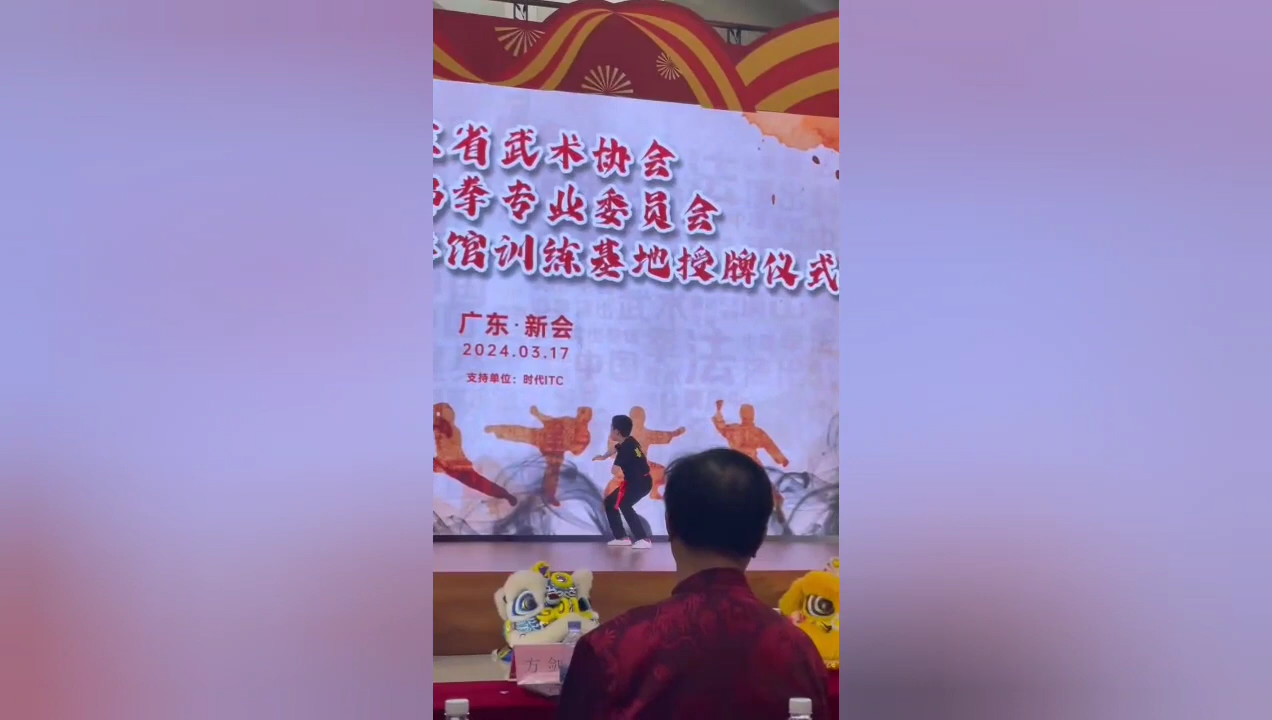 省武术协会
拳专业委员会
馆训练基地授牌仪式
广东·新会
2024.03.17
支持单位：时代ITC
方